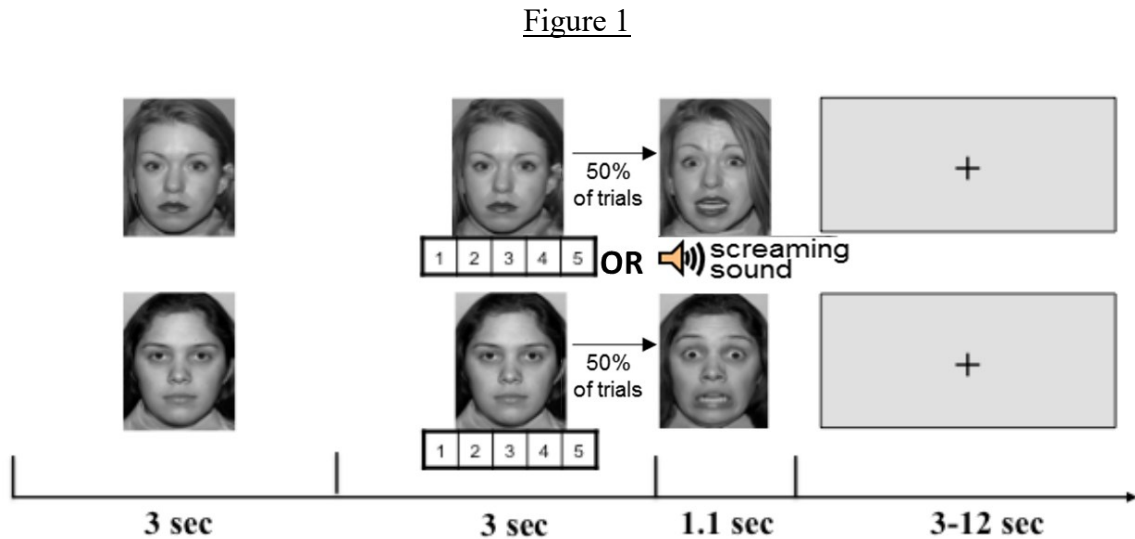 Figure 1
50%
of trials
1 2 3 4 5
OR
screaming
sound
50%
of trials
1 2 3 4 5
3 sec
3 sec
1.1 sec
3-12 sec